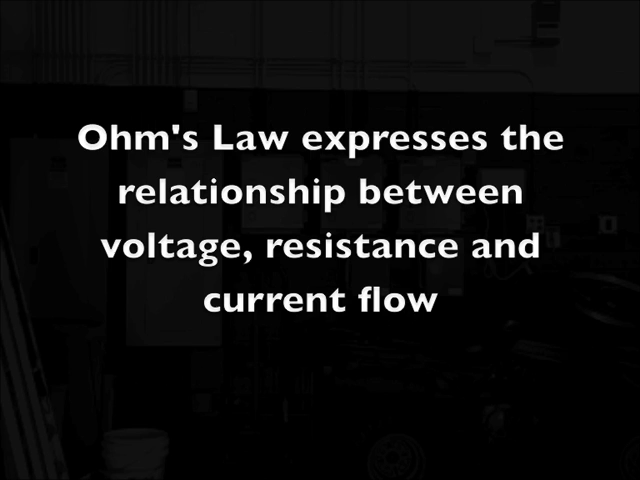 Ohm's Law expresses the
relationship between
voltage, resistance and
current flow